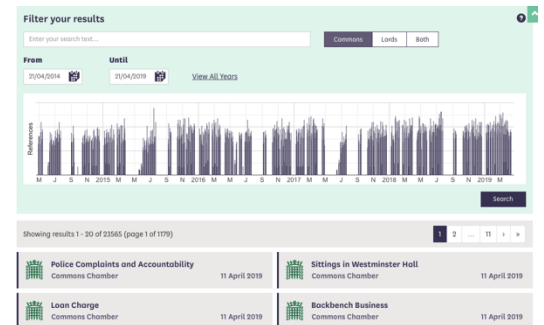 Filter your results
Enter your search text...
Commons Lords Both
From Until
21/04/2014 21/04/2019 View All Years
References
M J S N 2015 M M J S N 2016 M M J S N 2017 M M J S N 2018 M M J S N 2019 M
Search
Showing results 1 - 20 of 23565 (page 1 of 1179)
1 2 ... 11 › »
Police Complaints and Accountability
Commons Chamber 11 April 2019
Sittings in Westminster Hall
Commons Chamber 11 April 2019
Loan Charge
Commons Chamber 11 April 2019
Backbench Business
Commons Chamber 11 April 2019